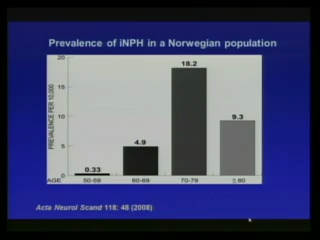 Prevalence of iNPH in a Norwegian population
PREVALENCE PER 10,000
20
15
10
5
0
0.33
4.9
18.2
9.3
AGE 50-59 60-69 70-79 ≥80
Acta Neurol Scand 118: 48 (2008)